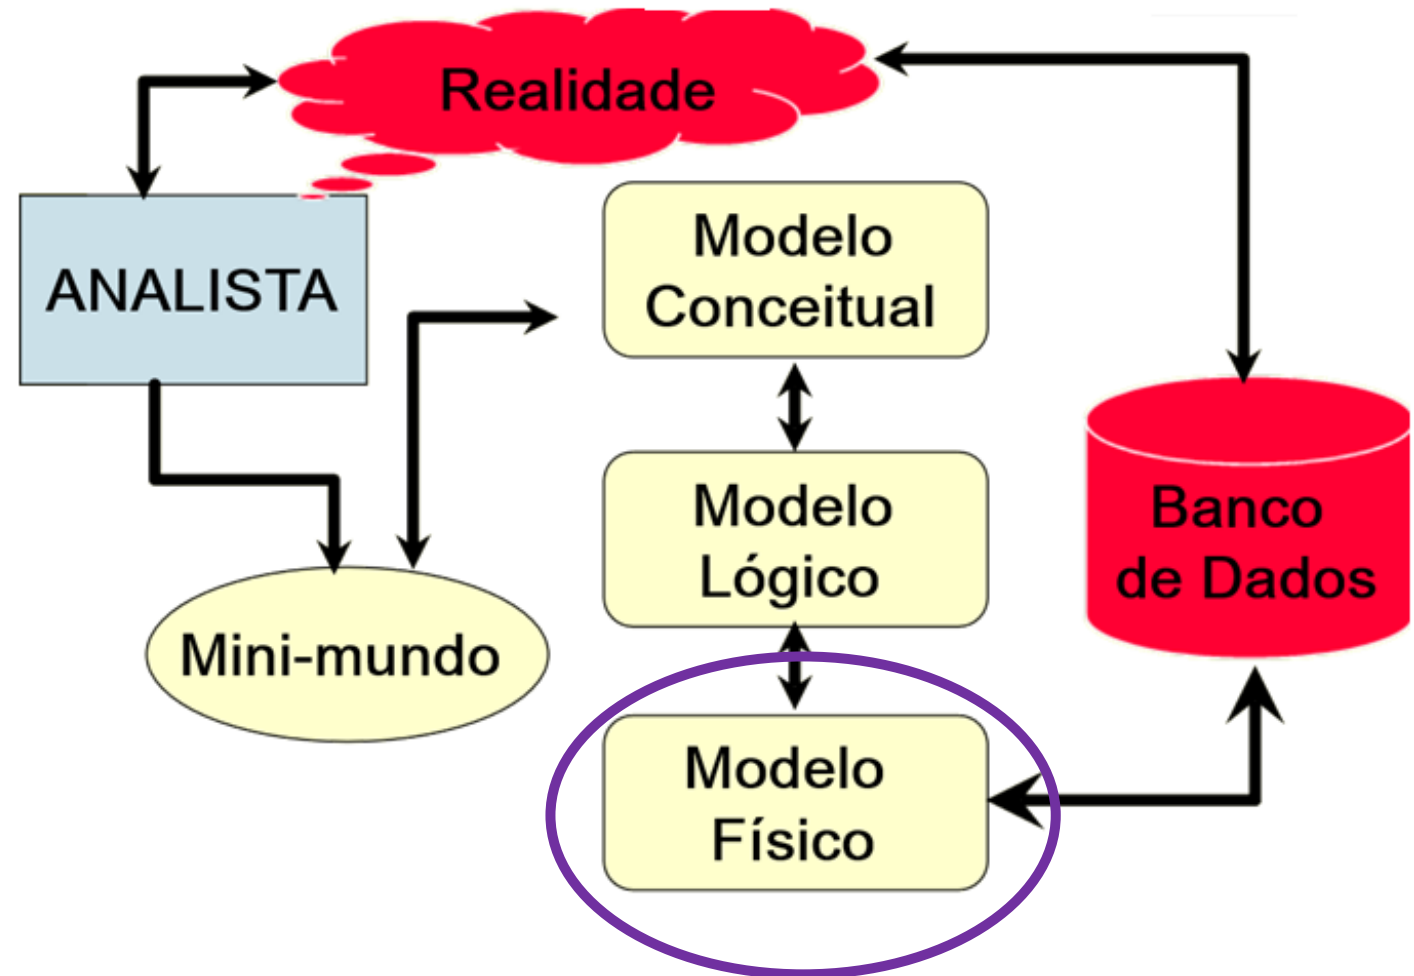 Realidade
ANALISTA
Modelo
Conceitual
Modelo
Lógico
Banco
de Dados
Mini-mundo
Modelo
Físico